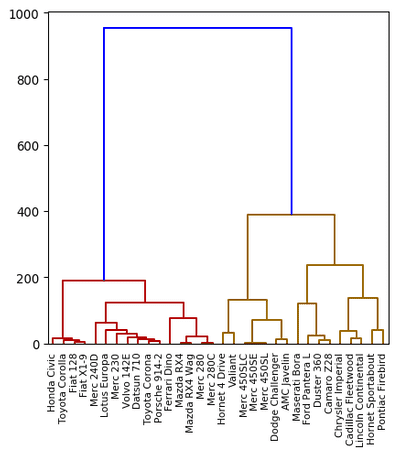 1000
800
600
400
200
0
Honda Civic
Toyota Corolla
Fiat 128
Fiat X1-9
Merc 240D
Lotus Europa
Merc 230
Volvo 142E
Datsun 710
Toyota Corona
Porsche 914-2
Ferrari Dino
Mazda RX4
Mazda RX4 Wag
Merc 280
Merc 280C
Hornet 4 Drive
Valiant
Merc 450SLC
Merc 450SE
Merc 450SL
Dodge Challenger
AMC Javelin
Maserati Bora
Ford Pantera L
Duster 360
Camaro Z28
Chrysler Imperial
Cadillac Fleetwood
Lincoln Continental
Hornet Sportabout
Pontiac Firebird